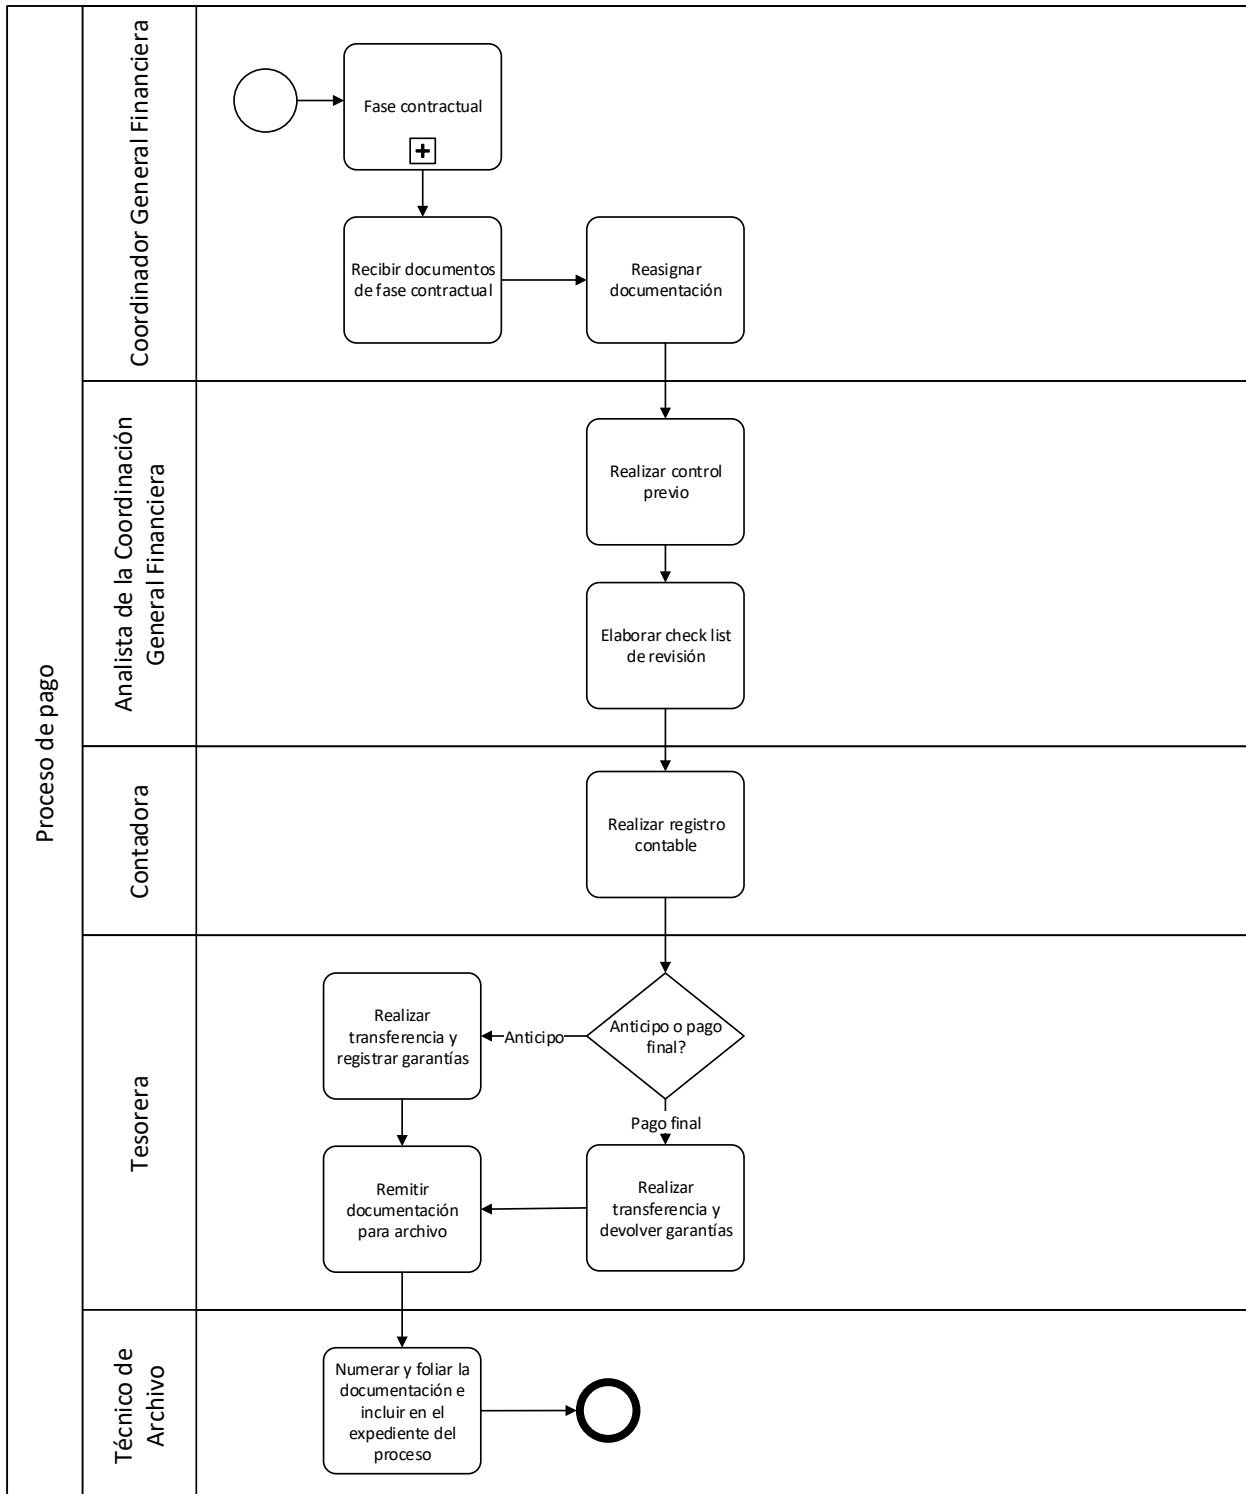 Proceso de pago
Coordinador General Financiera
Fase contractual
Recibir documentos
de fase contractual
Reasignar
documentación
Analista de la Coordinación
General Financiera
Realizar control
previo
Elaborar check list
de revisión
Contadora
Realizar registro
contable
Tesorera
Anticipo o pago
final?
Anticipo
Realizar
transferencia y
registrar garantías
Pago final
Realizar
transferencia y
devolver garantías
Remitir
documentación
para archivo
Técnico de
Archivo
Numerar y foliar la
documentación e
incluir en el
expediente del
proceso